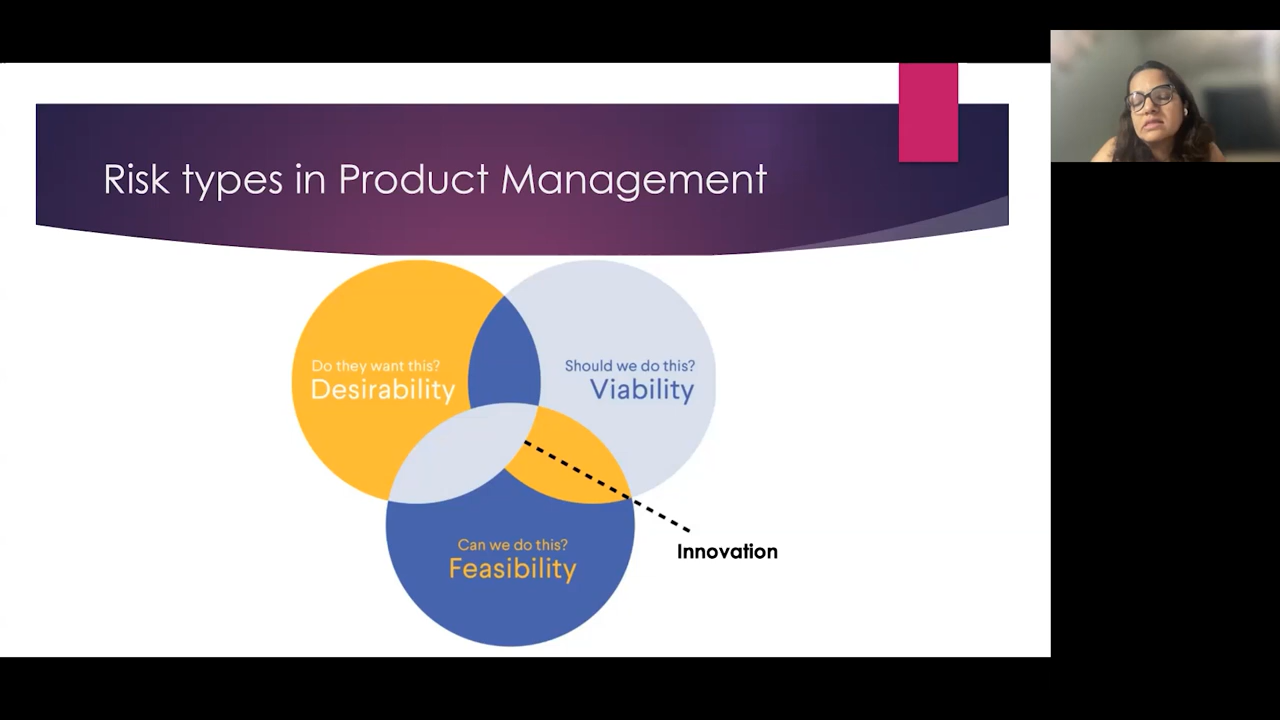 Risk types in Product Management
Do they want this?
Desirability
Should we do this?
Viability
Can we do this?
Feasibility
Innovation